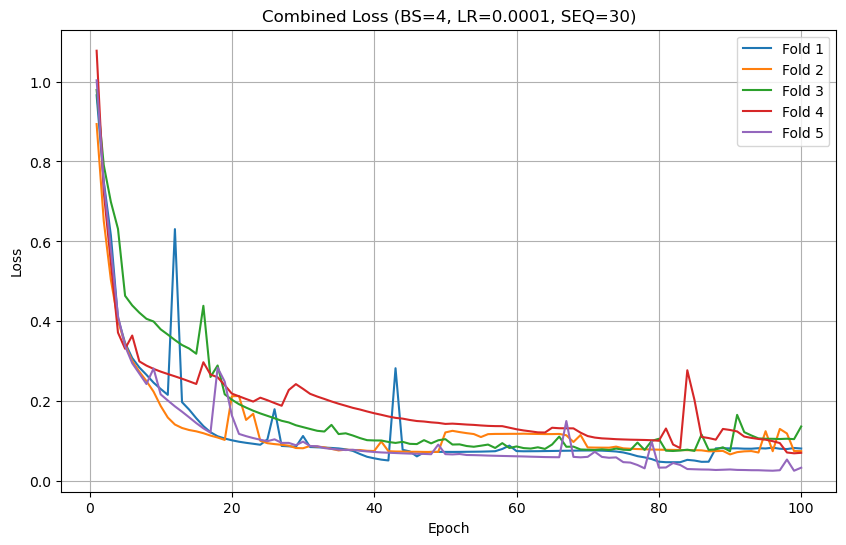 Combined Loss (BS=4, LR=0.0001, SEQ=30)
Fold 1
Fold 2
Fold 3
Fold 4
Fold 5
Loss
1.0
0.8
0.6
0.4
0.2
0.0
0
20
40
60
80
100
Epoch